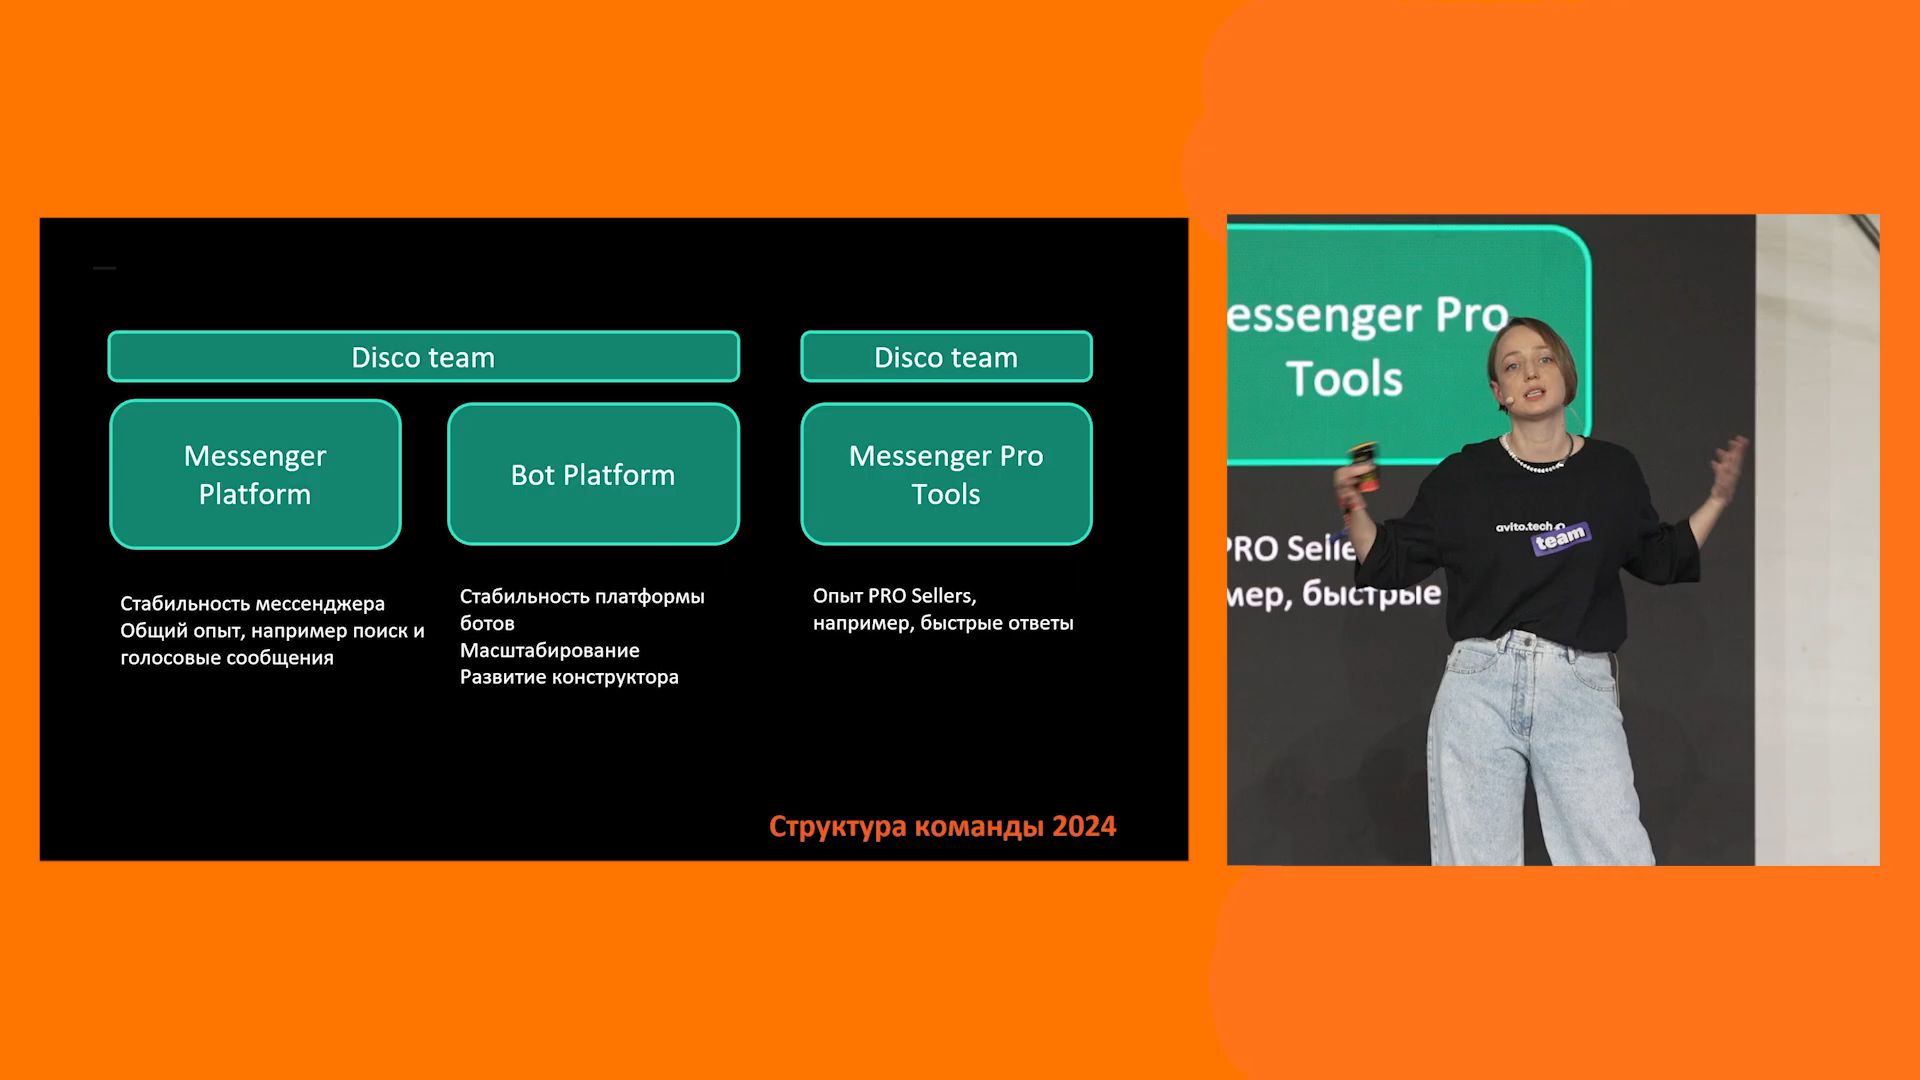 Disco team
Disco team
Messenger
Platform
Bot Platform
Messenger Pro
Tools
Стабильность мессенджера
Общий опыт, например поиск и
голосовые сообщения
Стабильность платформы
ботов
Масштабирование
Развитие конструктора
Опыт PRO Sellers,
например, быстрые ответы
Структура команды 2024
essenger Pro
Tools
PRO Selle
мер, быстрые
avito.tech
team